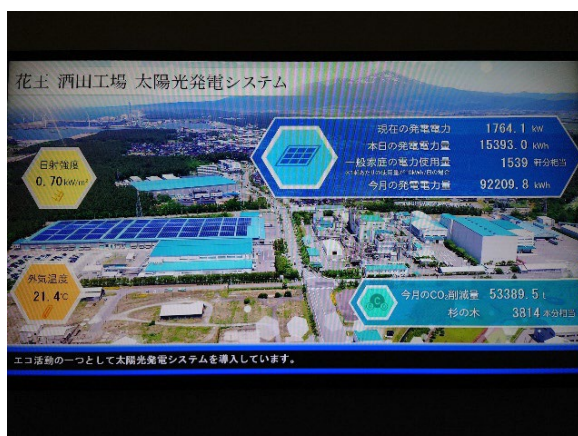 花王 酒田工場 太陽光発電システム
現在の発電電力 1764.1 kW
本日の発電電力量 15393.0 kWh
一般家庭の電力使用量 1539 軒分相当
今月の発電電力量 92209.8 kWh
日射強度
0.70kW/m²
外気温度
21.4℃
今月のCO₂削減量 53389.5 t
杉の木 3814 本分相当
エコ活動の一つとして太陽光発電システムを導入しています。